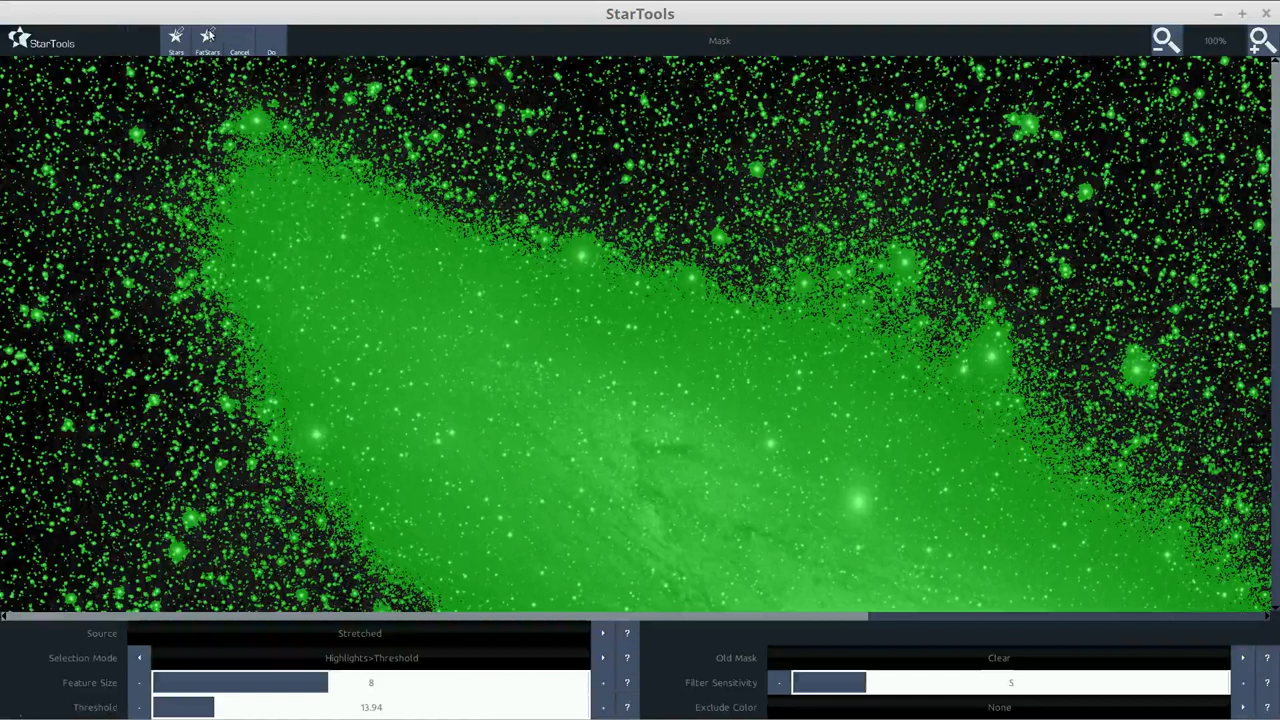 StarTools
StarTools
Stars
FatStars
Cancel
Do
Mask
100%
Source
Stretched
?
Selection Mode
Highlights>Threshold
?
Old Mask
Clear
?
Feature Size
-
8
+
?
Filter Sensitivity
-
5
+
?
Threshold
-
13.94
+
?
Exclude Color
None
?